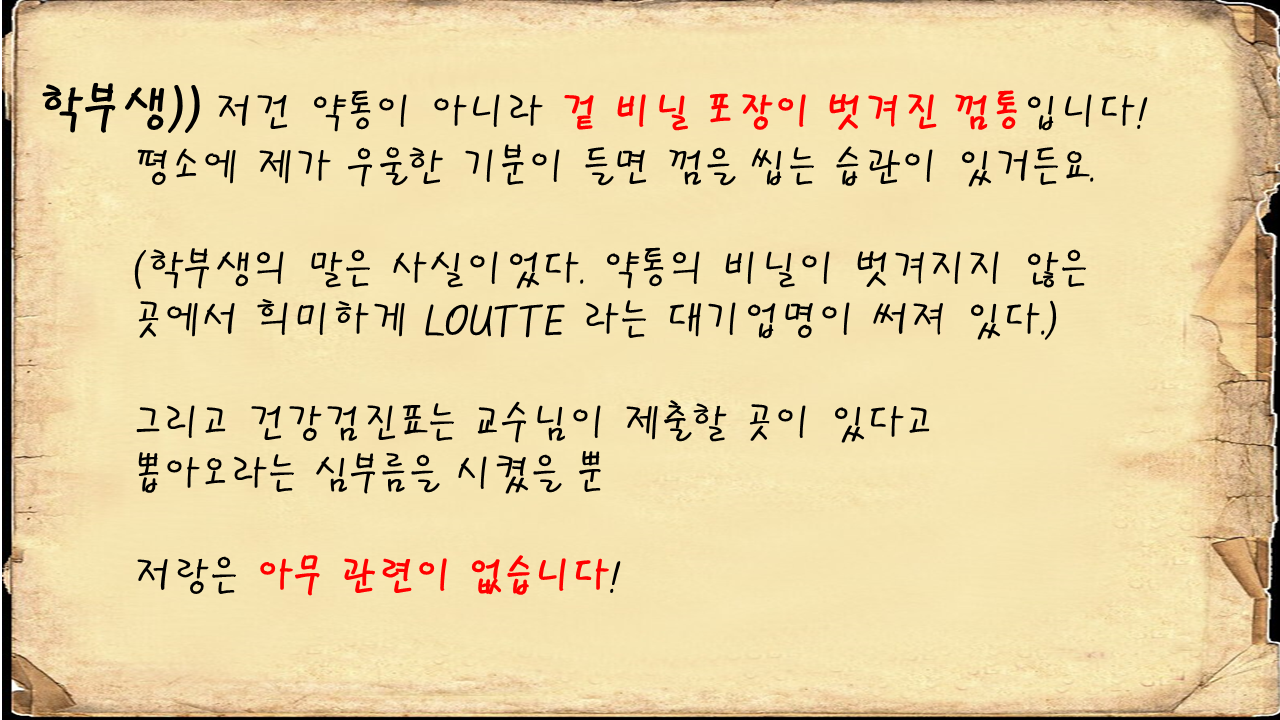 학부생)) 저건 약통이 아니라 겉 비닐 포장이 벗겨진 껌통입니다!
평소에 제가 우울한 기분이 들면 껌을 씹는 습관이 있거든요.
(학부생의 말은 사실이었다. 약통의 비닐이 벗겨지지 않은
곳에서 희미하게 LOUTTE 라는 대기업명이 써져 있다.)
그리고 건강검진표는 교수님이 제출할 곳이 있다고
뽑아오라는 심부름을 시켰을 뿐
저랑은 아무 관련이 없습니다!